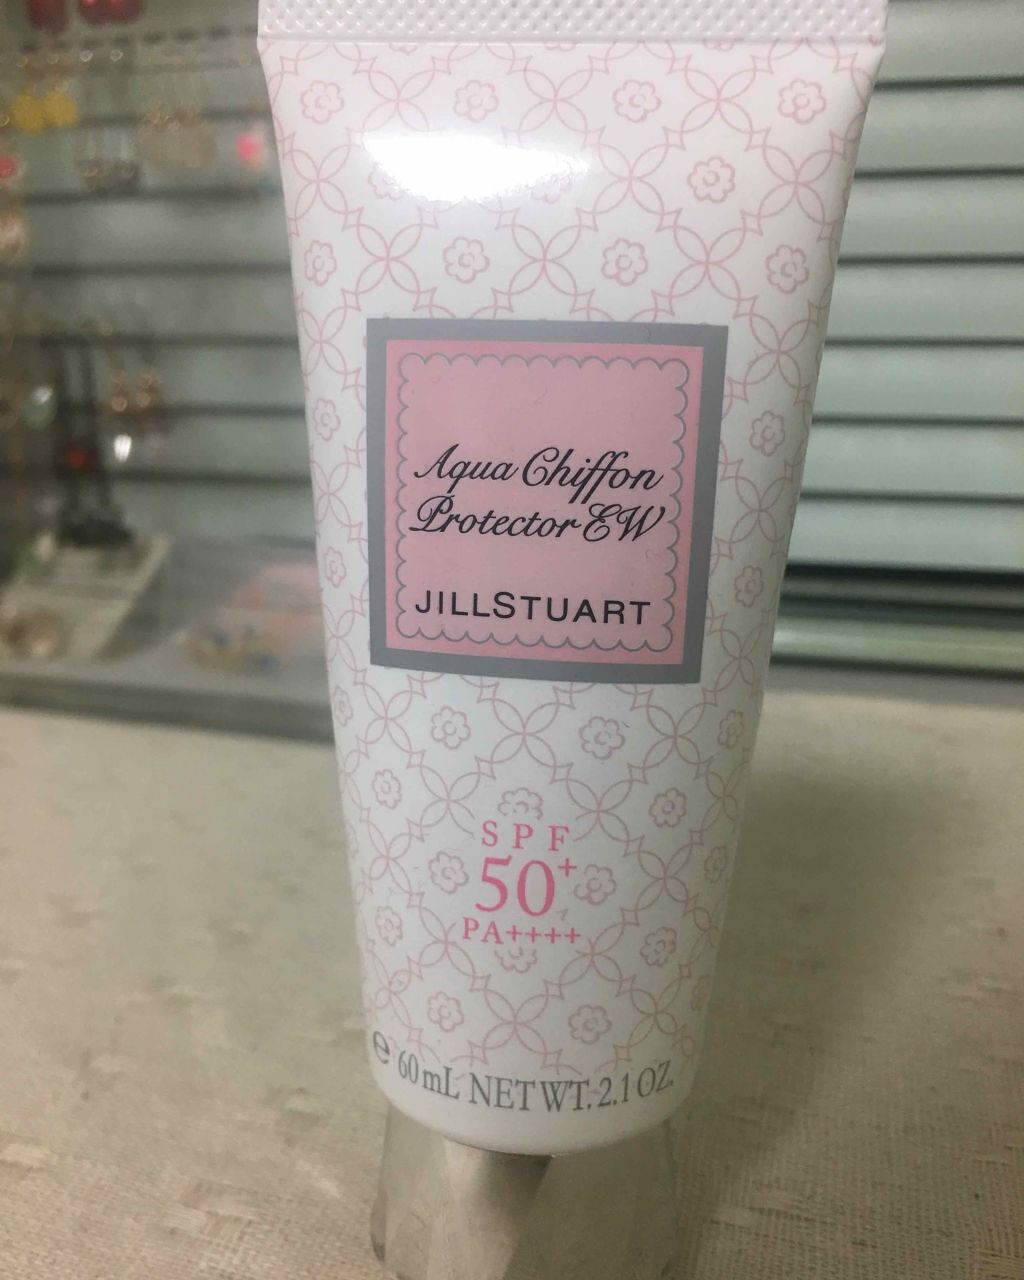 Aqua Chiffon
Protector EW
JILLSTUART
SPF
50+
PA++++
e 60mL NET WT. 2.1 OZ.